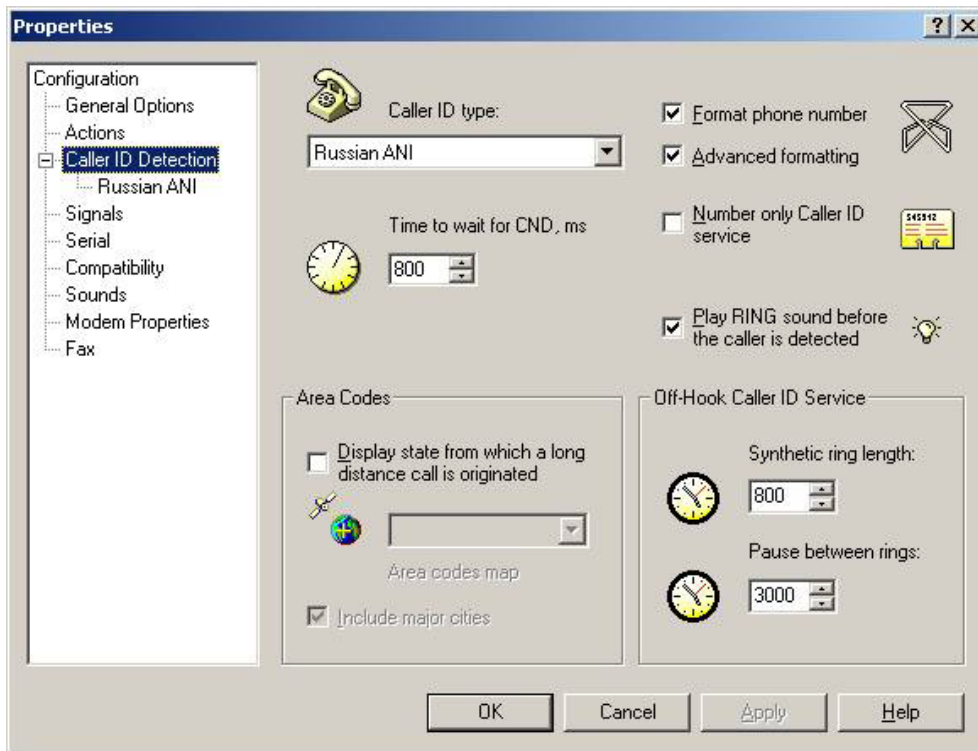 Properties
Configuration
General Options
Actions
Caller ID Detection
Russian ANI
Signals
Serial
Compatibility
Sounds
Modem Properties
Fax
Caller ID type:
Russian ANI
Time to wait for CND, ms
800
Format phone number
Advanced formatting
Number only Caller ID
service
545912
Play RING sound before
the caller is detected
Area Codes
Display state from which a long
distance call is originated
Area codes map
Include major cities
Off-Hook Caller ID Service
Synthetic ring length:
800
Pause between rings:
3000
OK
Cancel
Apply
Help